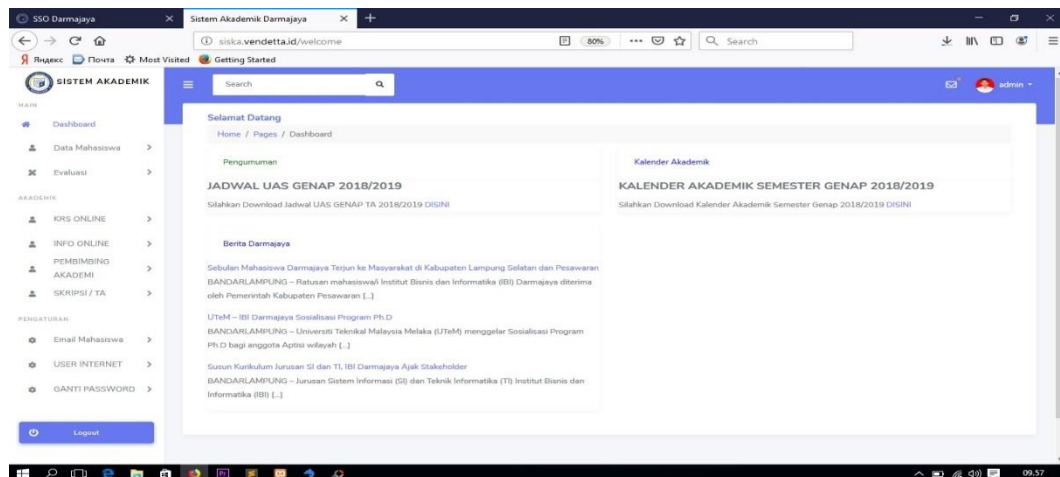 SSO Darmajaya
Sistem Akademik Darmajaya
siska.vendetta.id/welcome
80%
Search
Яндекс Почта Most Visited Getting Started
SISTEM AKADEMIK
Search
admin
MAIN
Dashboard
Data Mahasiswa
Evaluasi
AKADEMIK
KRS ONLINE
INFO ONLINE
PEMBIMBING
AKADEMI
SKRIPSI / TA
PENGATURAN
Email Mahasiswa
USER INTERNET
GANTI PASSWORD
Logout
Selamat Datang
Home / Pages / Dashboard
Pengumuman
JADWAL UAS GENAP 2018/2019
Silahkan Download Jadwal UAS GENAP TA 2018/2019 DISINI
Kalender Akademik
KALENDER AKADEMIK SEMESTER GENAP 2018/2019
Silahkan Download Kalender Akademik Semester Genap 2018/2019 DISINI
Berita Darmajaya
Sebulan Mahasiswa Darmajaya Terjun ke Masyarakat di Kabupaten Lampung Selatan dan Pesawaran
BANDARLAMPUNG – Ratusan mahasiswa/i Institut Bisnis dan Informatika (IBI) Darmajaya diterima
oleh Pemerintah Kabupaten Pesawaran [...]
UTeM – IBI Darmajaya Sosialisasi Program Ph.D
BANDARLAMPUNG – Universiti Teknikal Malaysia Melaka (UTeM) menggelar Sosialisasi Program
Ph.D bagi anggota Aptisi wilayah [...]
Susun Kurikulum Jurusan SI dan TI, IBI Darmajaya Ajak Stakeholder
BANDARLAMPUNG – Jurusan Sistem Informasi (SI) dan Teknik Informatika (TI) Institut Bisnis dan
Informatika (IBI) [...]
09.57